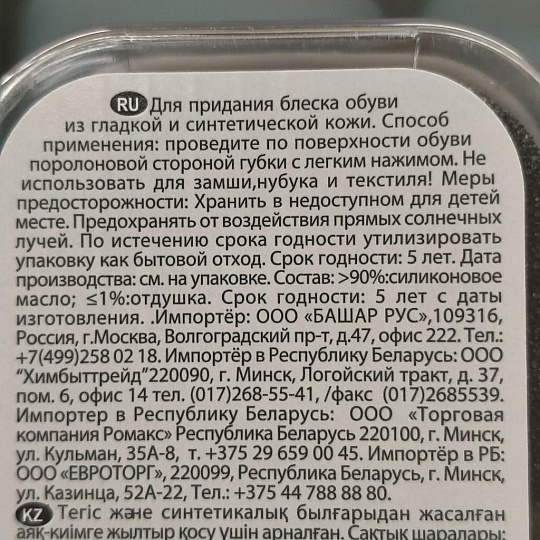 RU Для придания блеска обуви
из гладкой и синтетической кожи. Способ
применения: проведите по поверхности обуви
поролоновой стороной губки с легким нажимом. Не
использовать для замши,нубука и текстиля! Меры
предосторожности: Хранить в недоступном для детей
месте. Предохранять от воздействия прямых солнечных
лучей. По истечению срока годности утилизировать
упаковку как бытовой отход. Срок годности: 5 лет. Дата
производства: см. на упаковке. Состав: >90%:силиконовое
масло; ≤1%:отдушка. Срок годности: 5 лет с даты
изготовления. .Импортёр: ООО «БАШАР РУС»,109316,
Россия, г.Москва, Волгоградский пр-т, д.47, офис 222. Тел.:
+7(499)258 02 18. Импортёр в Республику Беларусь: ООО
"Химбыттрейд"220090, г. Минск, Логойский тракт, д. 37,
пом. 6, офис 14 тел. (017)268-55-41, /факс (017)2685539.
Импортер в Республику Беларусь: ООО «Торговая
компания Ромакс» Республика Беларусь 220100, г. Минск,
ул. Кульман, 35А-8, т. +375 29 659 00 45. Импортёр в РБ:
ООО «ЕВРОТОРГ», 220099, Республика Беларусь, г. Минск,
ул. Казинца, 52А-22, Тел.: +375 44 788 88 80.
KZ Теріс және синтетикалық былғарыдан жасалған
аяқ-киімге жылтыр қосу үшін арналған. Сақтық шаралары: